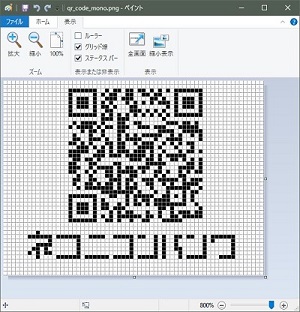 qr_code_mono.png - ペイント
ファイル ホーム 表示
拡大 縮小 100%
ルーラー
グリッド線
ステータス バー
全画面 縮小表示
ズーム 表示または非表示 表示
ネコニコンバンク
800%